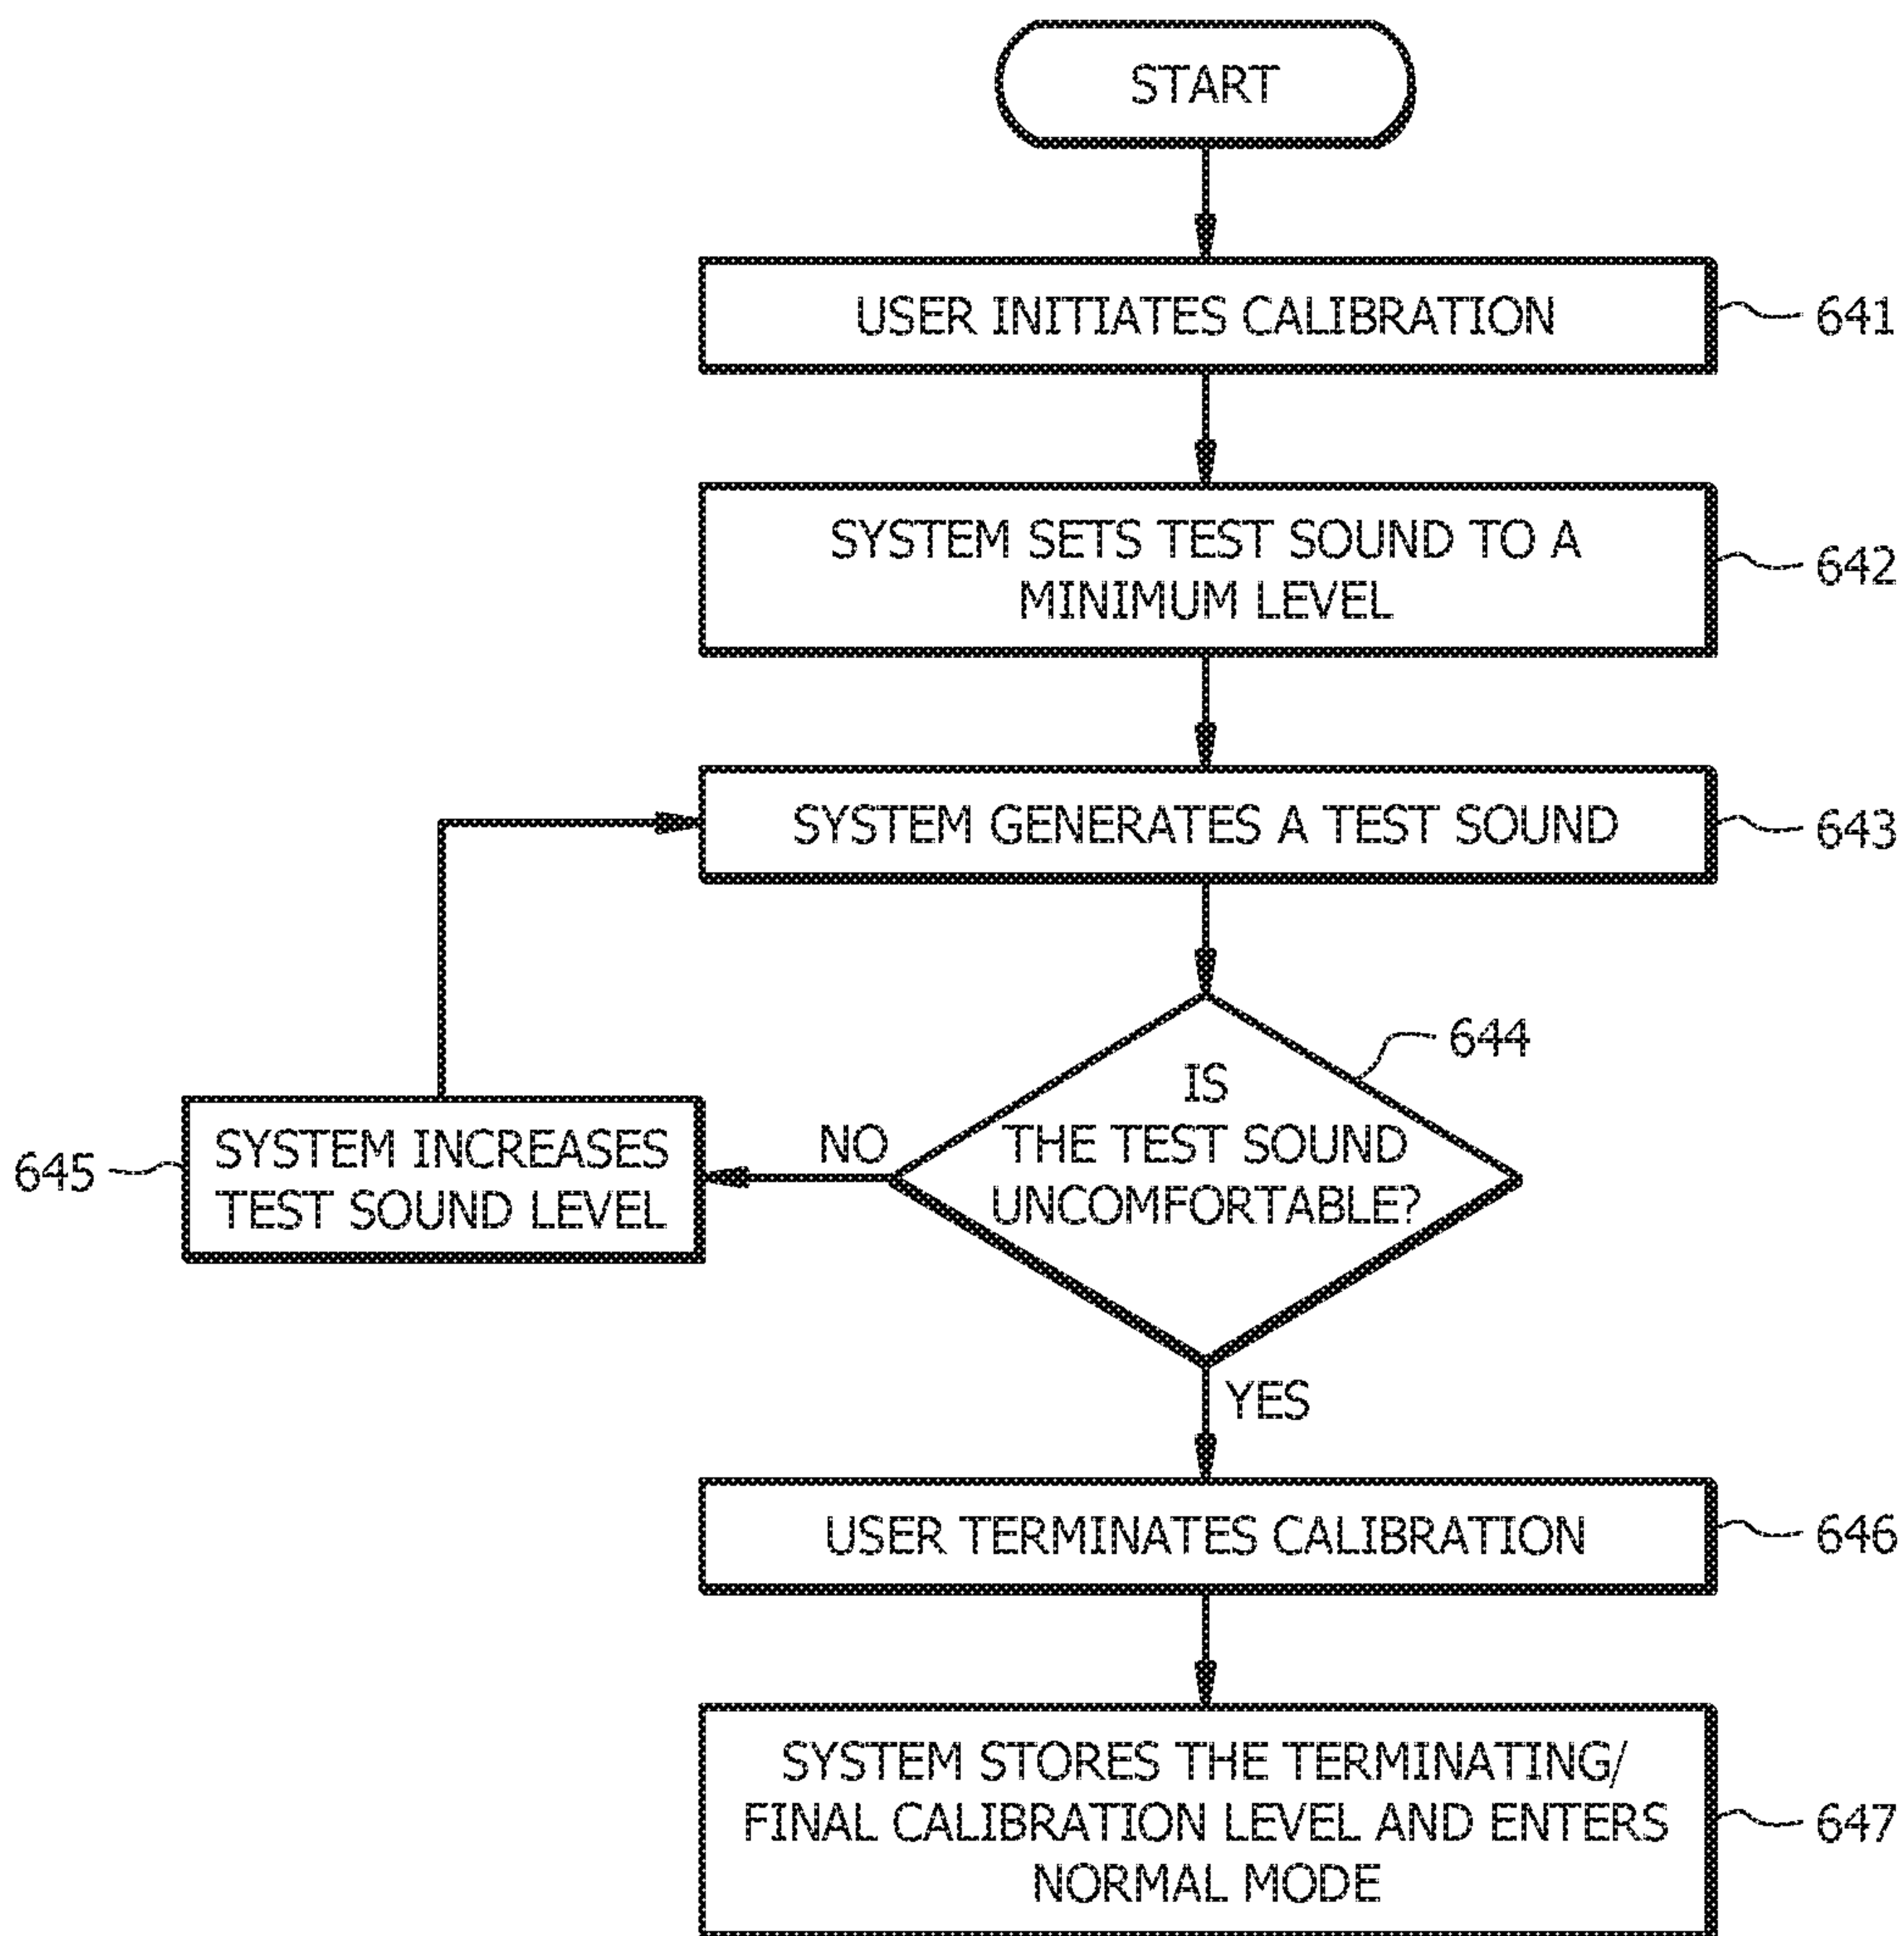 START
USER INITIATES CALIBRATION
641
SYSTEM SETS TEST SOUND TO A
MINIMUM LEVEL
642
SYSTEM GENERATES A TEST SOUND
643
644
IS
THE TEST SOUND
UNCOMFORTABLE?
NO
645
SYSTEM INCREASES
TEST SOUND LEVEL
YES
USER TERMINATES CALIBRATION
646
SYSTEM STORES THE TERMINATING/
FINAL CALIBRATION LEVEL AND ENTERS
NORMAL MODE
647